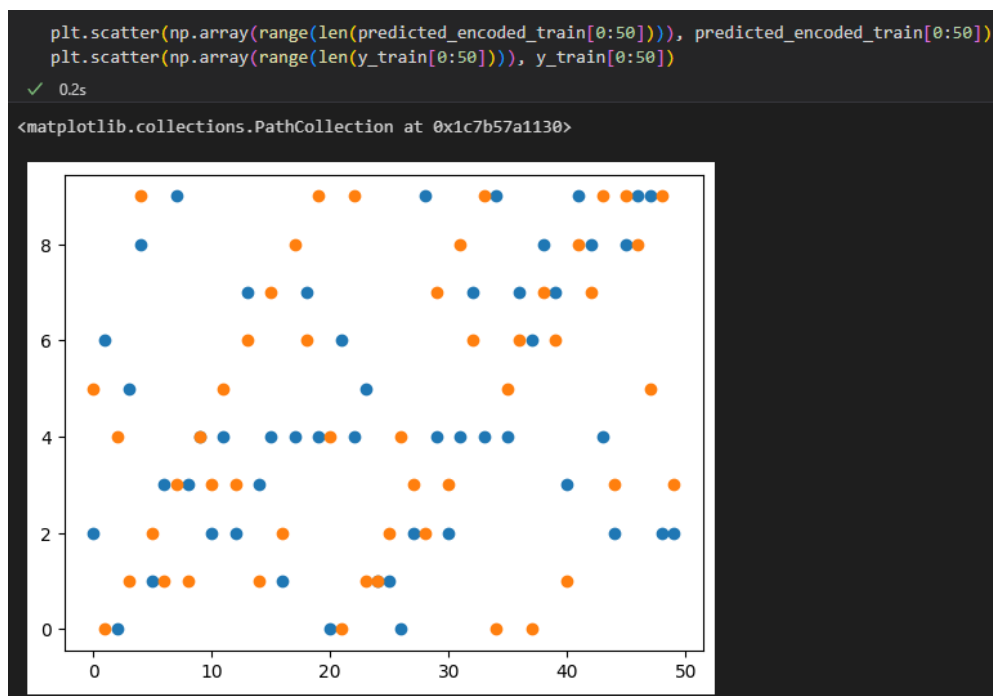 plt.scatter(np.array(range(len(predicted_encoded_train[0:50]))), predicted_encoded_train[0:50])
plt.scatter(np.array(range(len(y_train[0:50]))), y_train[0:50])
✓ 0.2s
<matplotlib.collections.PathCollection at 0x1c7b57a1130>
8
6
4
2
0
0 10 20 30 40 50